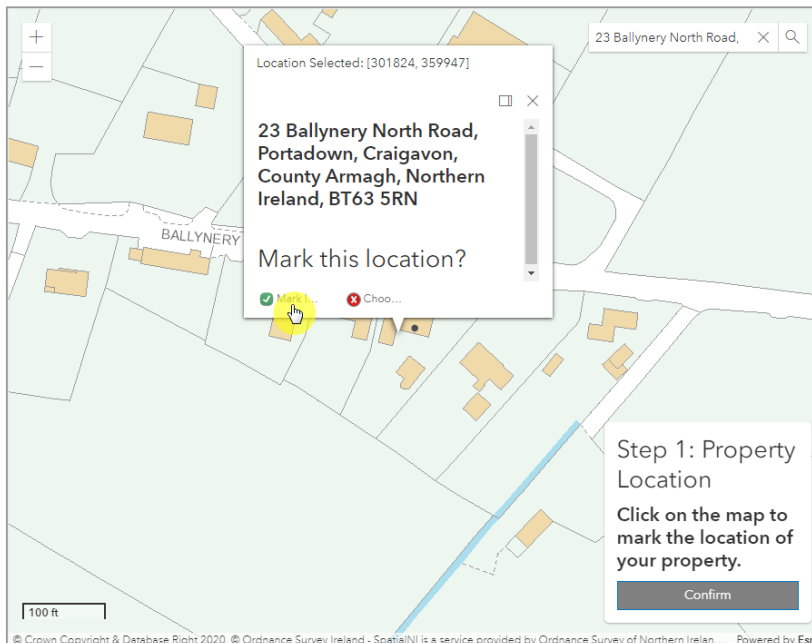 Location Selected: [301824, 359947]
23 Ballynery North Road,
23 Ballynery North Road,
Portadown, Craigavon,
County Armagh, Northern
Ireland, BT63 5RN
BALLYNERY
Mark this location?
Mark l...
Choo...
Step 1: Property
Location
Click on the map to
mark the location of
your property.
Confirm
100 ft
© Crown Copyright & Database Right 2020 © Ordnance Survey Ireland - SpatialNI is a service provided by Ordnance Survey of Northern Irelan... Powered by Esri